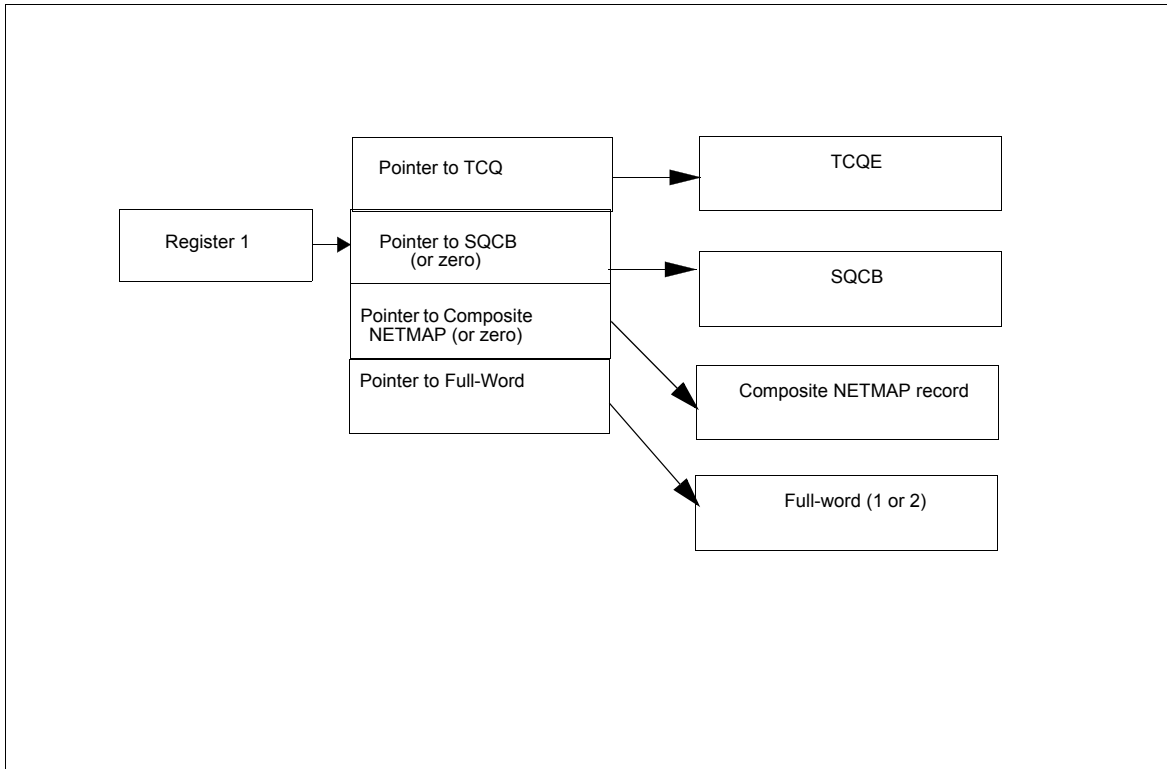 Pointer to TCQ
TCQE
Register 1
Pointer to SQCB
(or zero)
SQCB
Pointer to Composite
NETMAP (or zero)
Pointer to Full-Word
Composite NETMAP record
Full-word (1 or 2)